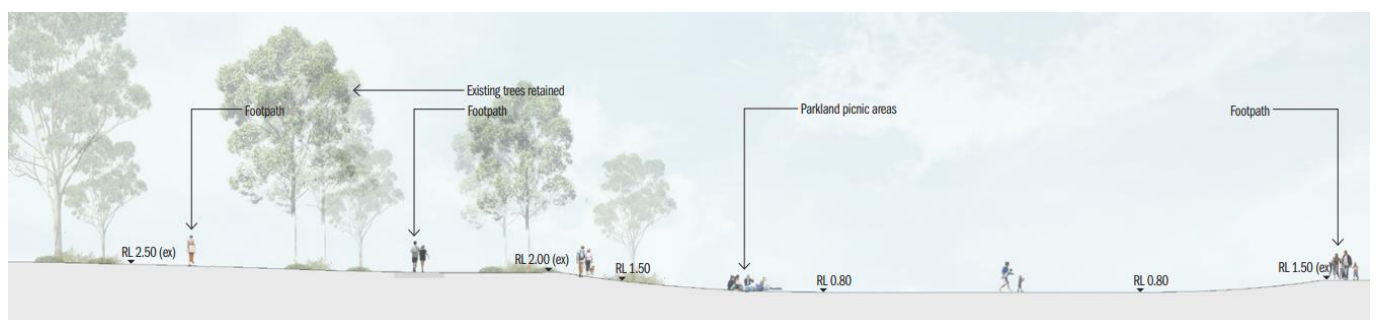 Existing trees retained
Footpath
Footpath
Parkland picnic areas
Footpath
RL 2.50 (ex)
RL 2.00 (ex)
RL 1.50
RL 0.80
RL 0.80
RL 1.50 (ex)